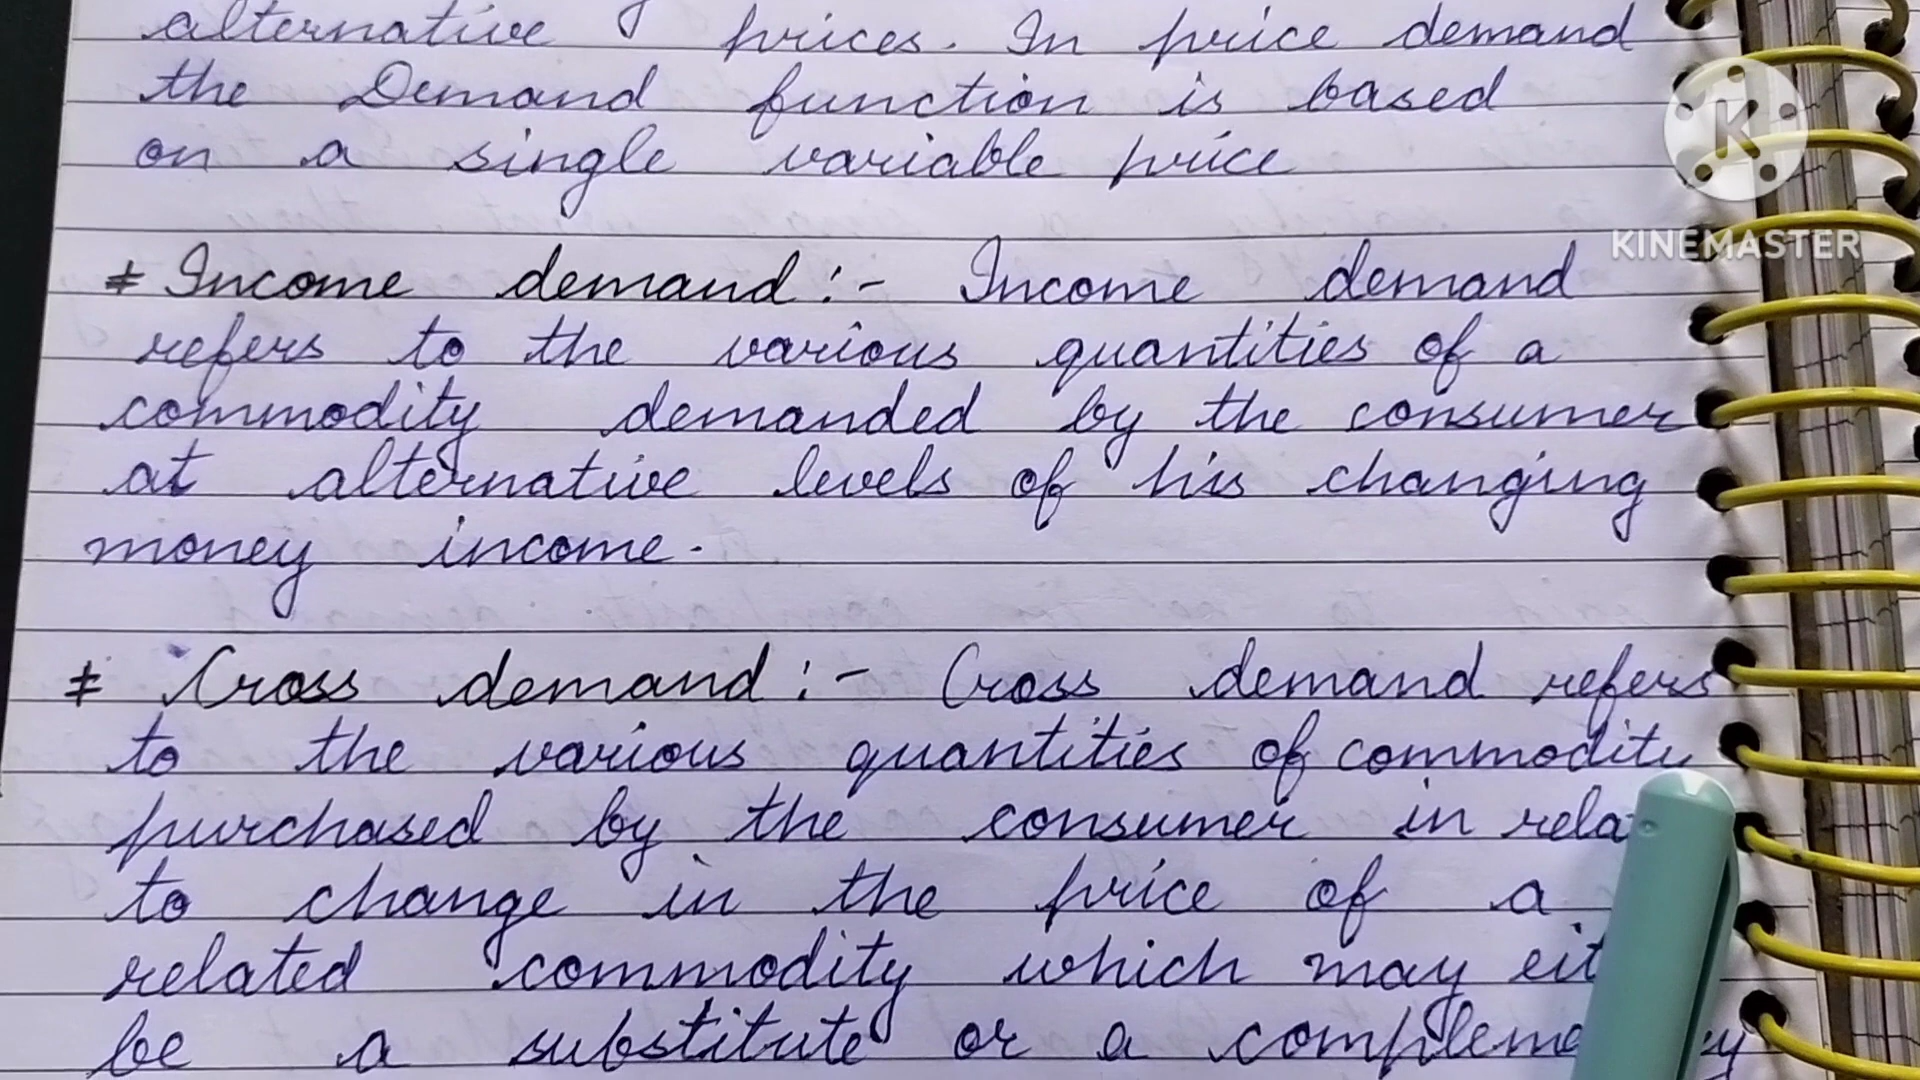 alternative prices. In price demand
the Demand function is based
on a single variable price
K
KINEMASTER
# Income demand :- Income demand
refers to the various quantities of a
commodity demanded by the consumer
at alternative levels of his changing
money income.
# Cross demand :- Cross demand refers
to the various quantities of commodity
purchased by the consumer in rela
to change in the price of a
related commodity which may eit
be a substitute or a compleme y